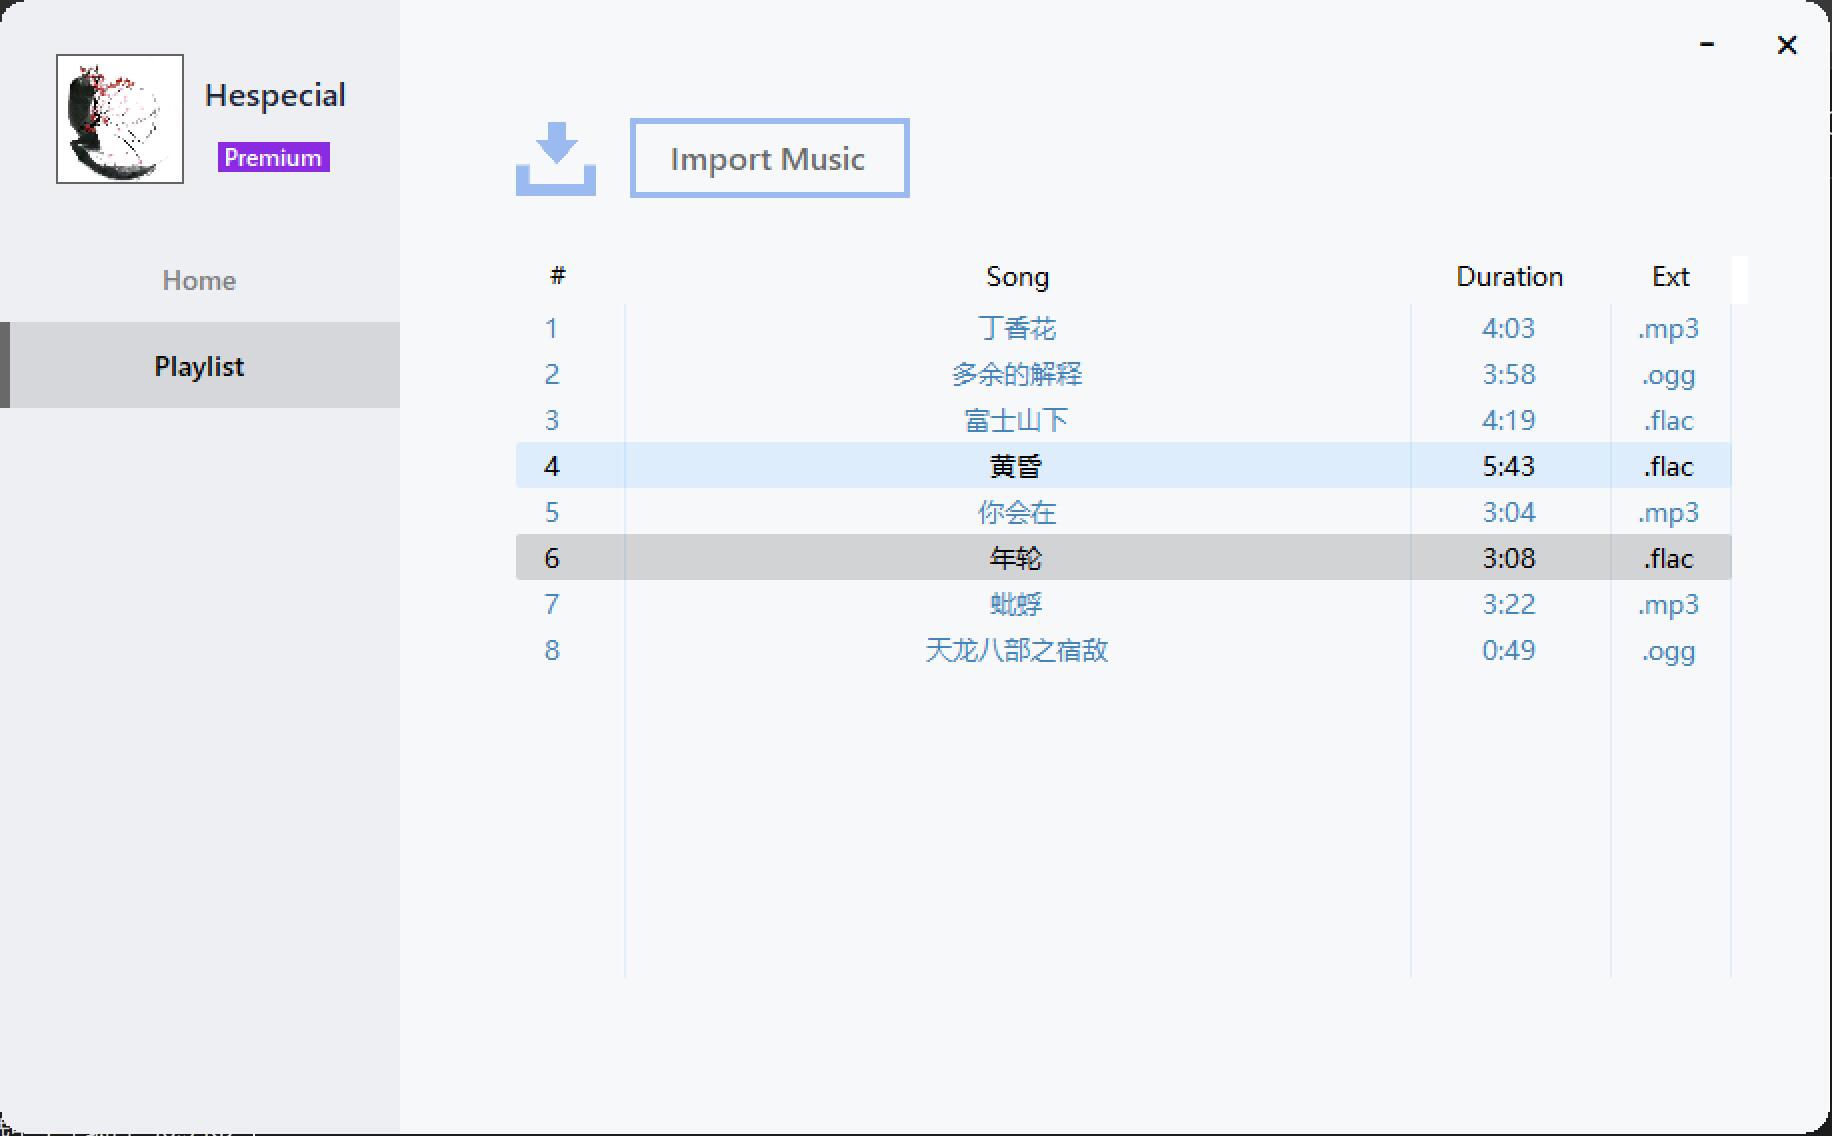 Hespecial
Premium
Home
Playlist
Import Music
# Song Duration Ext
1 丁香花 4:03 .mp3
2 多余的解释 3:58 .ogg
3 富士山下 4:19 .flac
4 黄昏 5:43 .flac
5 你会在 3:04 .mp3
6 年轮 3:08 .flac
7 蚍蜉 3:22 .mp3
8 天龙八部之宿敌 0:49 .ogg